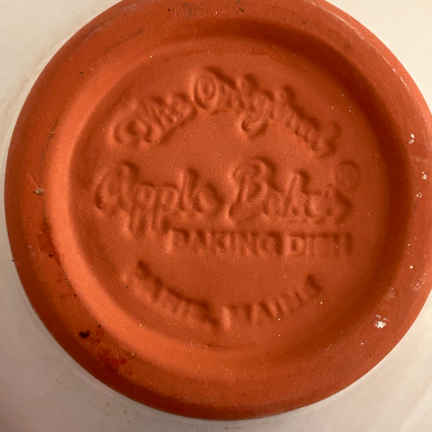 The Original
Apple Baker®
BAKING DISH